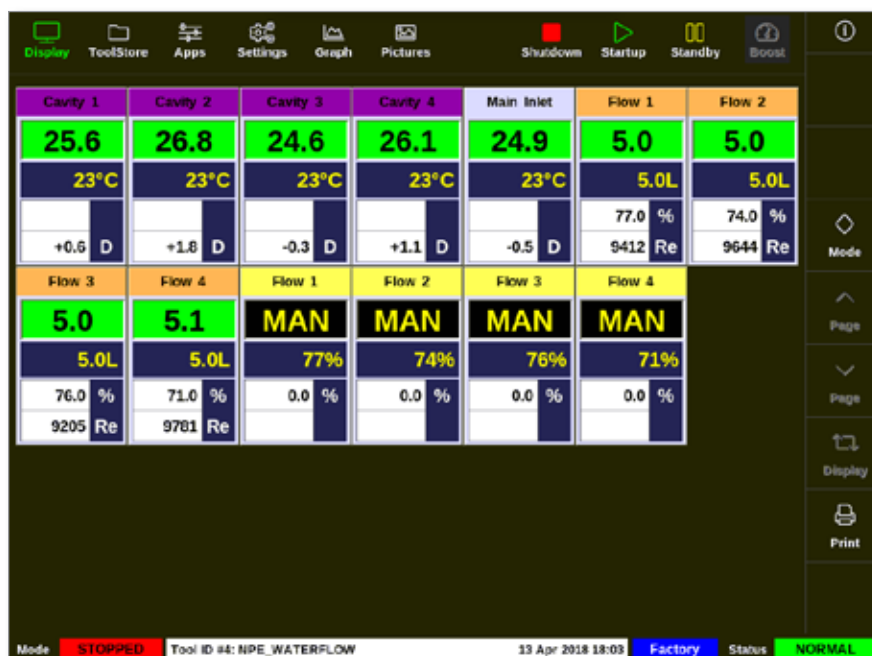 Display ToolStore Apps Settings Graph Pictures Shutdown Startup Standby Boost
Cavity 1 Cavity 2 Cavity 3 Cavity 4 Main Inlet Flow 1 Flow 2
25.6 26.8 24.6 26.1 24.9 5.0 5.0
23°C 23°C 23°C 23°C 23°C 5.0L 5.0L
77.0 % 74.0 %
+0.6 D +1.8 D -0.3 D +1.1 D -0.5 D 9412 Re 9644 Re
Flow 3 Flow 4 Flow 1 Flow 2 Flow 3 Flow 4
5.0 5.1 MAN MAN MAN MAN
5.0L 5.0L 77% 74% 76% 71%
76.0 % 71.0 % 0.0 % 0.0 % 0.0 % 0.0 %
9205 Re 9781 Re
Mode
Page
Page
Display
Print
Mode STOPPED Tool ID #4: NPE_WATERFLOW 13 Apr 2018 18:03 Factory Status NORMAL